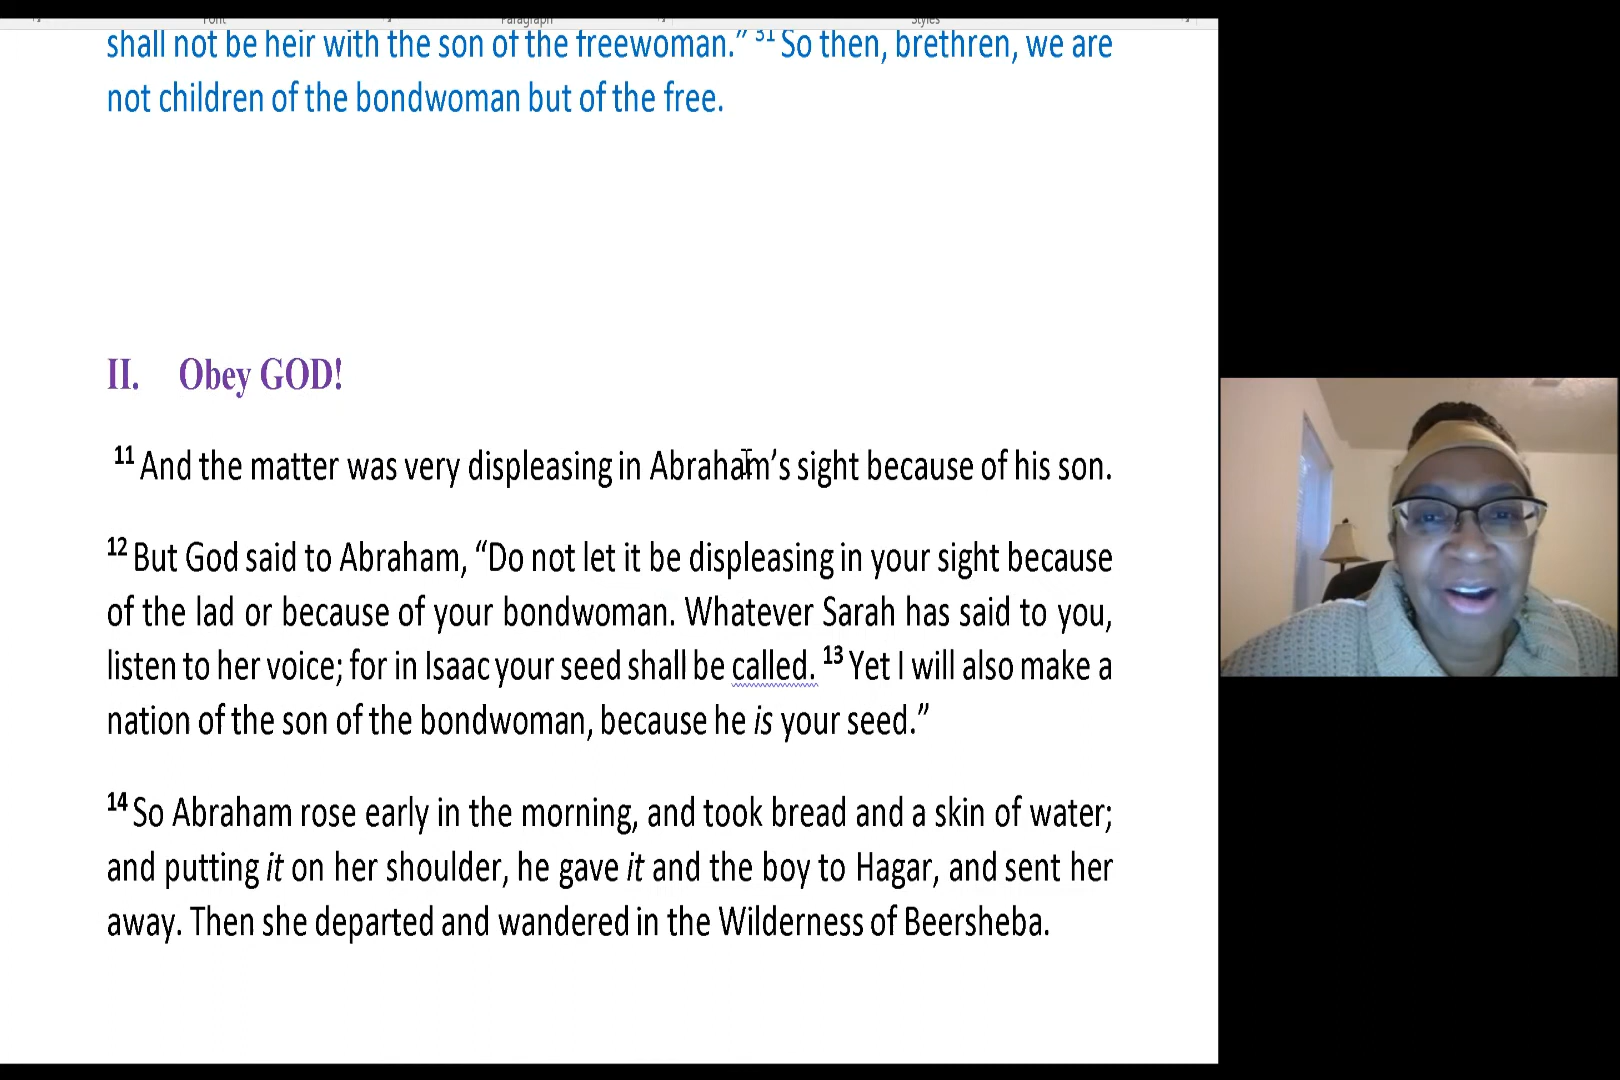 Font Paragraph Styles
shall not be heir with the son of the freewoman.” 31 So then, brethren, we are
not children of the bondwoman but of the free.
II. Obey GOD!
11 And the matter was very displeasing in Abraham’s sight because of his son.
12 But God said to Abraham, “Do not let it be displeasing in your sight because
of the lad or because of your bondwoman. Whatever Sarah has said to you,
listen to her voice; for in Isaac your seed shall be called. 13 Yet I will also make a
nation of the son of the bondwoman, because he is your seed.”
14 So Abraham rose early in the morning, and took bread and a skin of water;
and putting it on her shoulder, he gave it and the boy to Hagar, and sent her
away. Then she departed and wandered in the Wilderness of Beersheba.